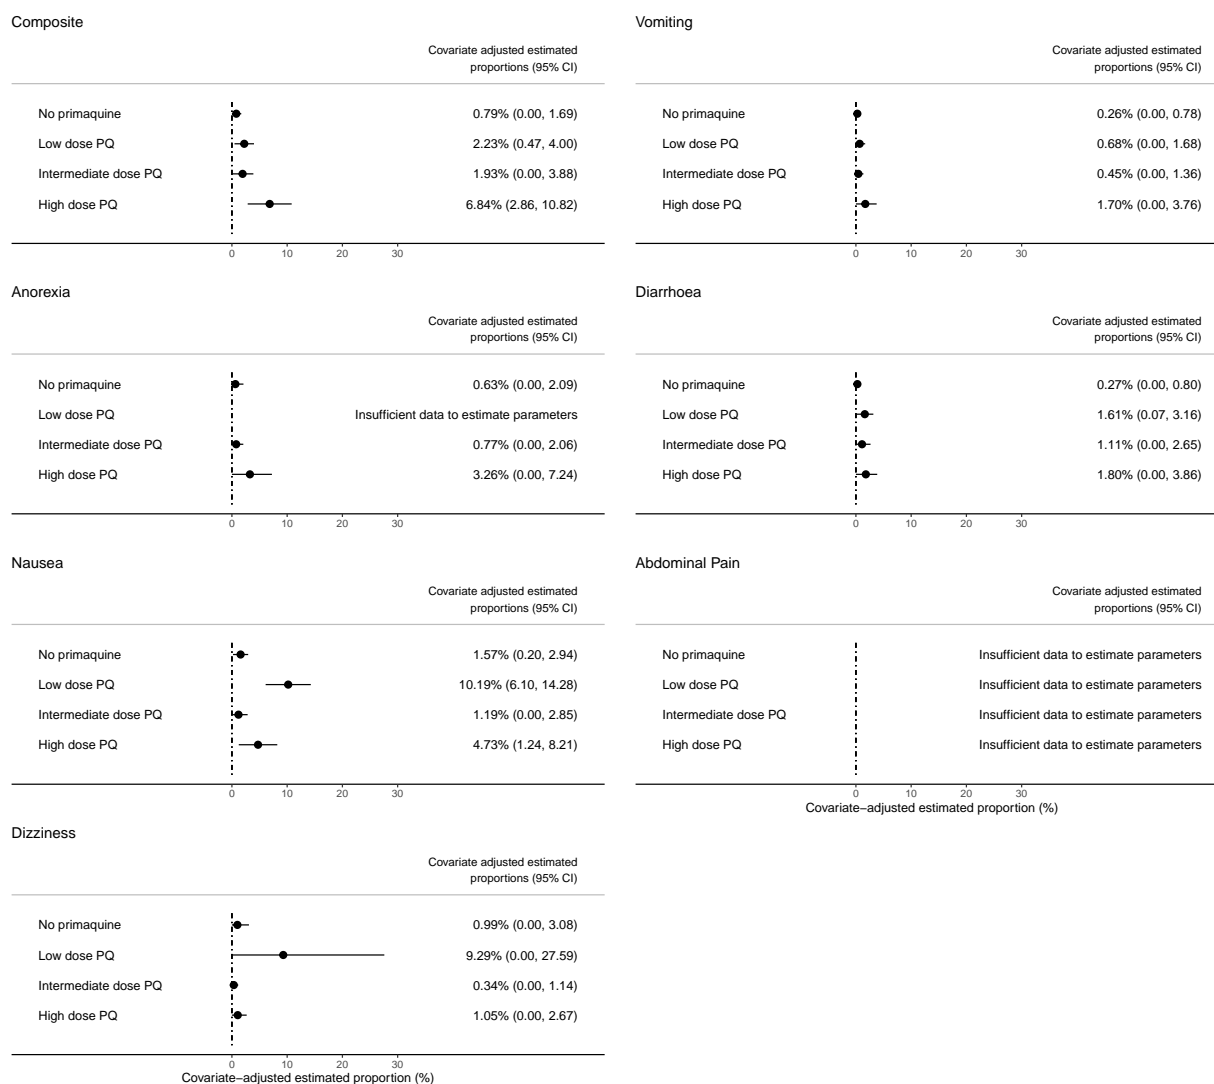 Composite
Covariate adjusted estimated
proportions (95% CI)
No primaquine 0.79% (0.00, 1.69)
Low dose PQ 2.23% (0.47, 4.00)
Intermediate dose PQ 1.93% (0.00, 3.88)
High dose PQ 6.84% (2.86, 10.82)
0 10 20 30
Vomiting
Covariate adjusted estimated
proportions (95% CI)
No primaquine 0.26% (0.00, 0.78)
Low dose PQ 0.68% (0.00, 1.68)
Intermediate dose PQ 0.45% (0.00, 1.36)
High dose PQ 1.70% (0.00, 3.76)
0 10 20 30
Anorexia
Covariate adjusted estimated
proportions (95% CI)
No primaquine 0.63% (0.00, 2.09)
Low dose PQ Insufficient data to estimate parameters
Intermediate dose PQ 0.77% (0.00, 2.06)
High dose PQ 3.26% (0.00, 7.24)
0 10 20 30
Diarrhoea
Covariate adjusted estimated
proportions (95% CI)
No primaquine 0.27% (0.00, 0.80)
Low dose PQ 1.61% (0.07, 3.16)
Intermediate dose PQ 1.11% (0.00, 2.65)
High dose PQ 1.80% (0.00, 3.86)
0 10 20 30
Nausea
Covariate adjusted estimated
proportions (95% CI)
No primaquine 1.57% (0.20, 2.94)
Low dose PQ 10.19% (6.10, 14.28)
Intermediate dose PQ 1.19% (0.00, 2.85)
High dose PQ 4.73% (1.24, 8.21)
0 10 20 30
Abdominal Pain
Covariate adjusted estimated
proportions (95% CI)
No primaquine Insufficient data to estimate parameters
Low dose PQ Insufficient data to estimate parameters
Intermediate dose PQ Insufficient data to estimate parameters
High dose PQ Insufficient data to estimate parameters
0 10 20 30
Covariate−adjusted estimated proportion (%)
Dizziness
Covariate adjusted estimated
proportions (95% CI)
No primaquine 0.99% (0.00, 3.08)
Low dose PQ 9.29% (0.00, 27.59)
Intermediate dose PQ 0.34% (0.00, 1.14)
High dose PQ 1.05% (0.00, 2.67)
0 10 20 30
Covariate−adjusted estimated proportion (%)